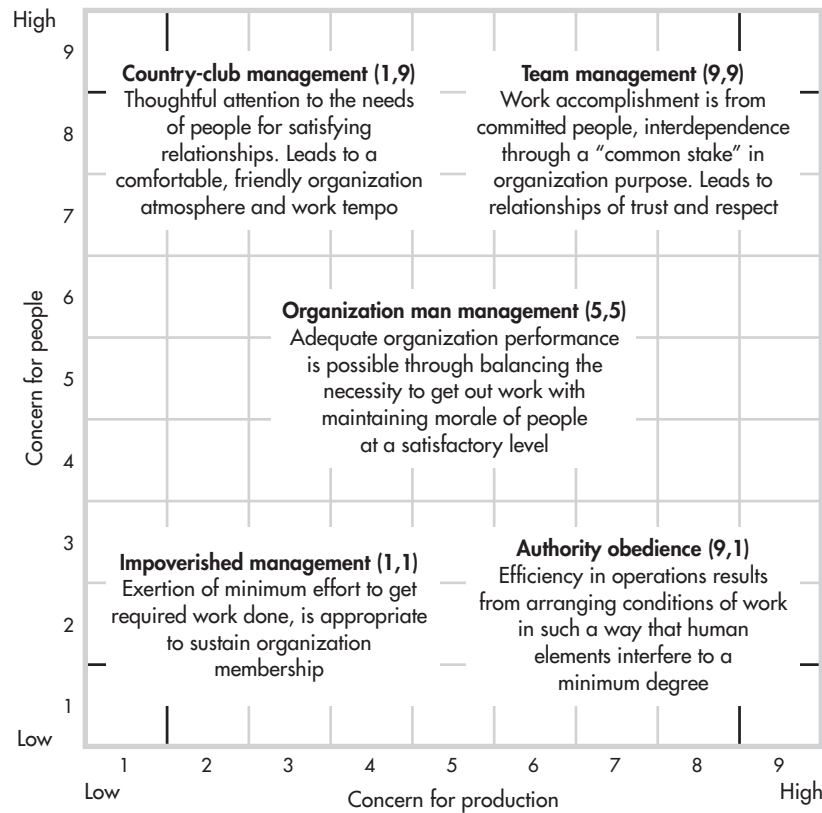 High
9
Country-club management (1,9)
Thoughtful attention to the needs
of people for satisfying
relationships. Leads to a
comfortable, friendly organization
atmosphere and work tempo
Team management (9,9)
Work accomplishment is from
committed people, interdependence
through a “common stake” in
organization purpose. Leads to
relationships of trust and respect
8
7
6
Organization man management (5,5)
Adequate organization performance
is possible through balancing the
necessity to get out work with
maintaining morale of people
at a satisfactory level
5
4
Concern for people
3
Impoverished management (1,1)
Exertion of minimum effort to get
required work done, is appropriate
to sustain organization
membership
Authority obedience (9,1)
Efficiency in operations results
from arranging conditions of work
in such a way that human
elements interfere to a
minimum degree
2
1
Low
1 2 3 4 5 6 7 8 9
Low
Concern for production
High